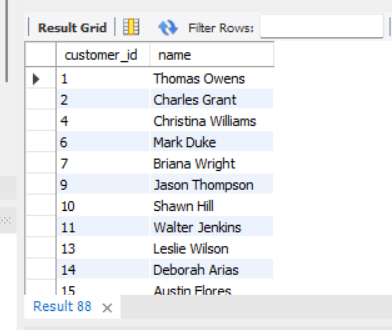 Result Grid Filter Rows:
customer_id name
1 Thomas Owens
2 Charles Grant
4 Christina Williams
6 Mark Duke
7 Briana Wright
9 Jason Thompson
10 Shawn Hill
11 Walter Jenkins
13 Leslie Wilson
14 Deborah Arias
15 Austin Flores
Result 88 ×